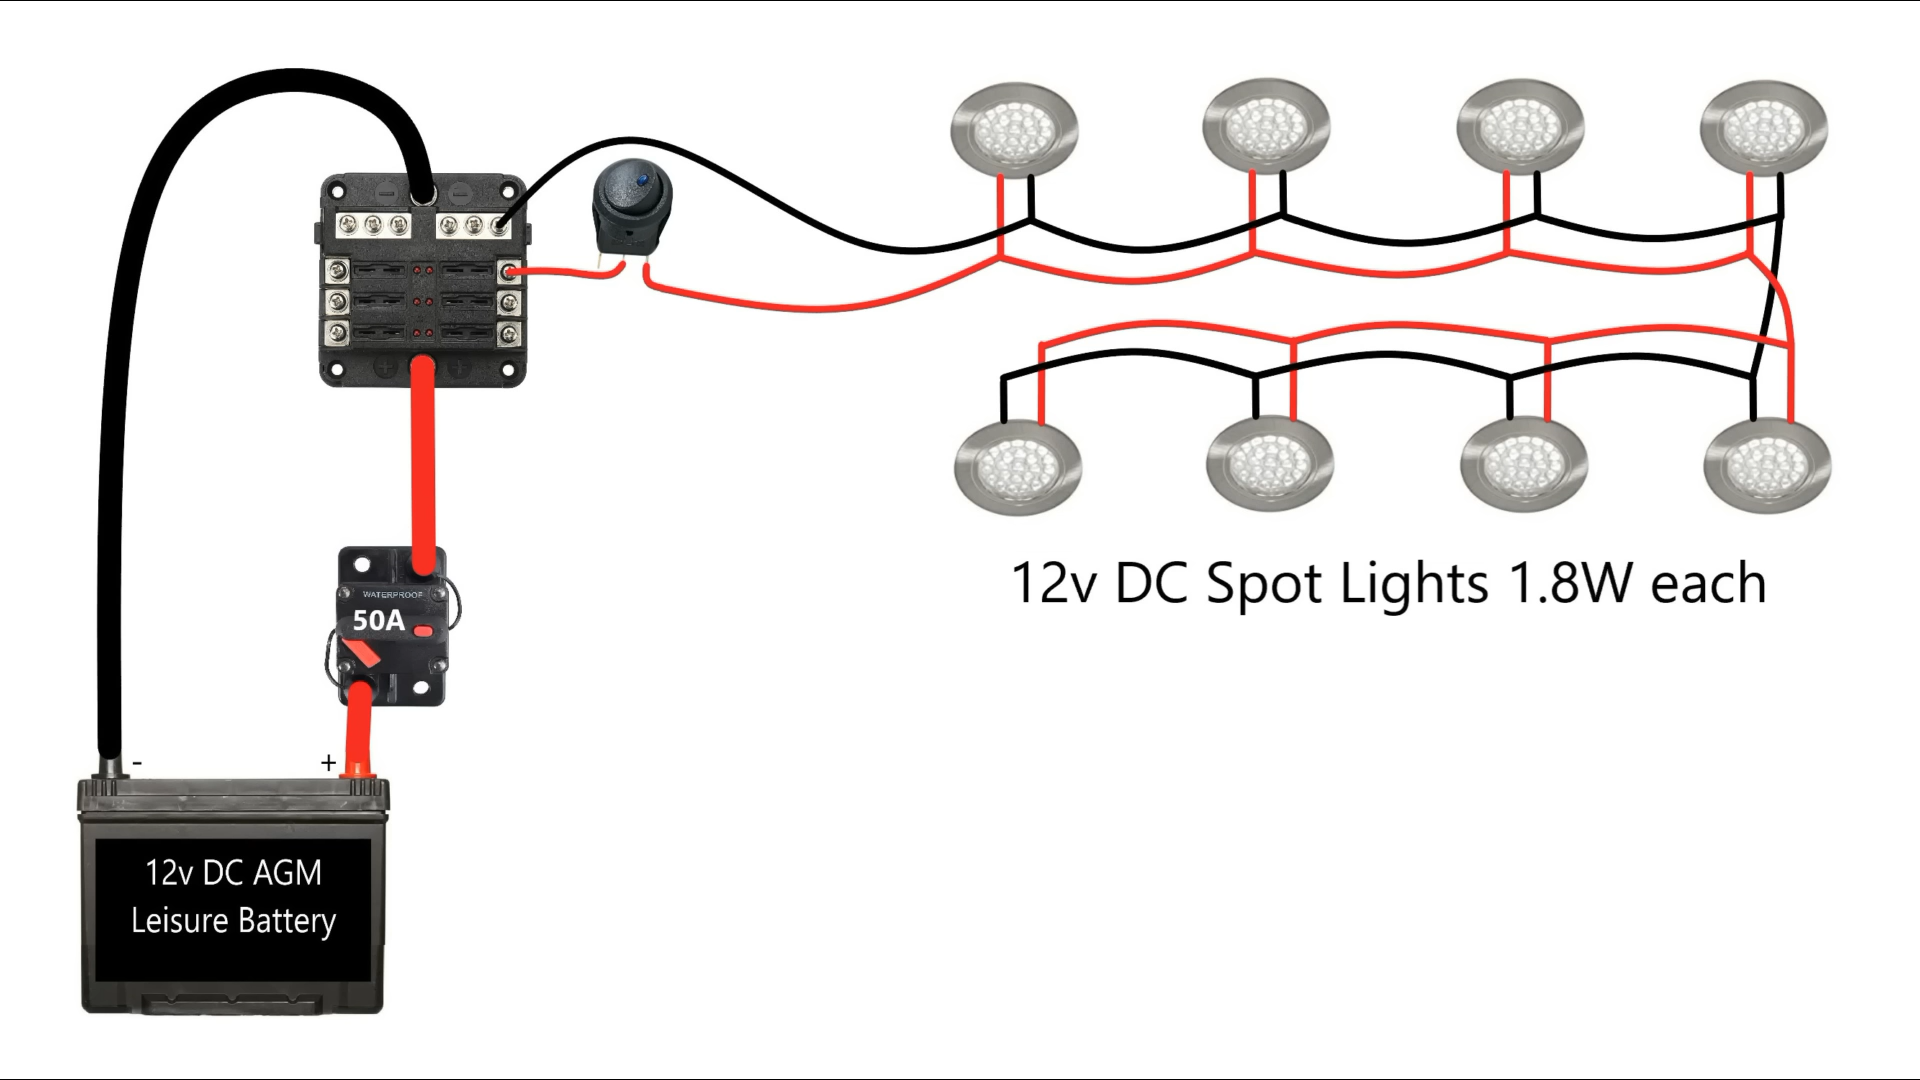 WATERPROOF
50A
12v DC Spot Lights 1.8W each
-
+
12v DC AGM
Leisure Battery